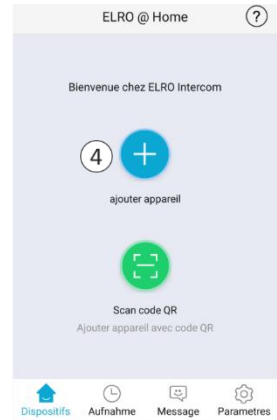 ELRO @ Home
?
Bienvenue chez ELRO Intercom
4
ajouter appareil
Scan code QR
Ajouter appareil avec code QR
Dispositifs Aufnahme Message Parametres